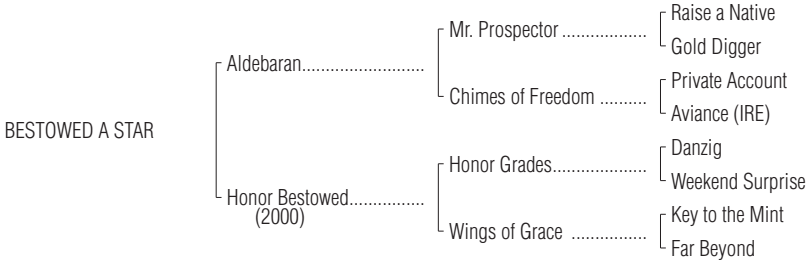 Raise a Native
Mr. Prospector ..................
Gold Digger
Aldebaran..........................
Private Account
Chimes of Freedom ..........
Aviance (IRE)
BESTOWED A STAR
Danzig
Honor Grades....................
Weekend Surprise
Honor Bestowed................
(2000)
Key to the Mint
Wings of Grace ................
Far Beyond